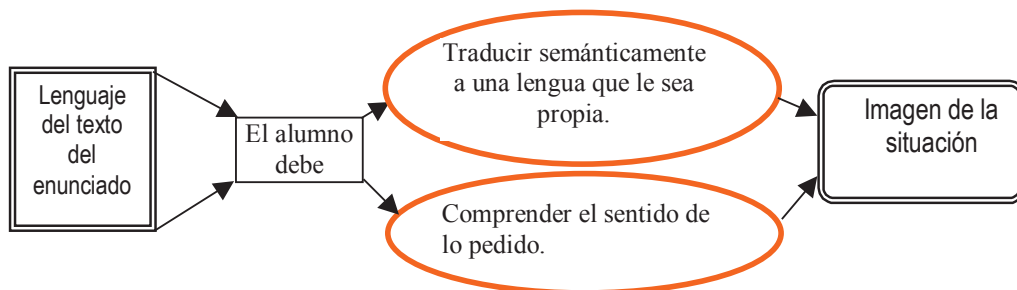 Lenguaje
del texto
del
enunciado
El alumno
debe
Traducir semánticamente
a una lengua que le sea
propia.
Comprender el sentido de
lo pedido.
Imagen de la
situación